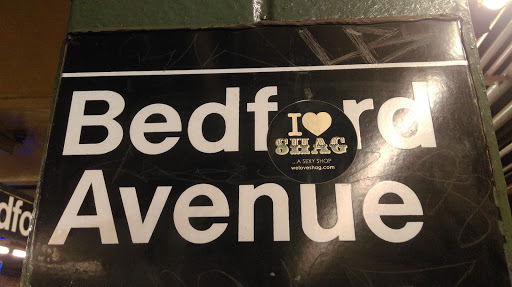 Bedford
Avenue
I ♥
SHAG
...A SEXY SHOP
weloveshag.com
dfo